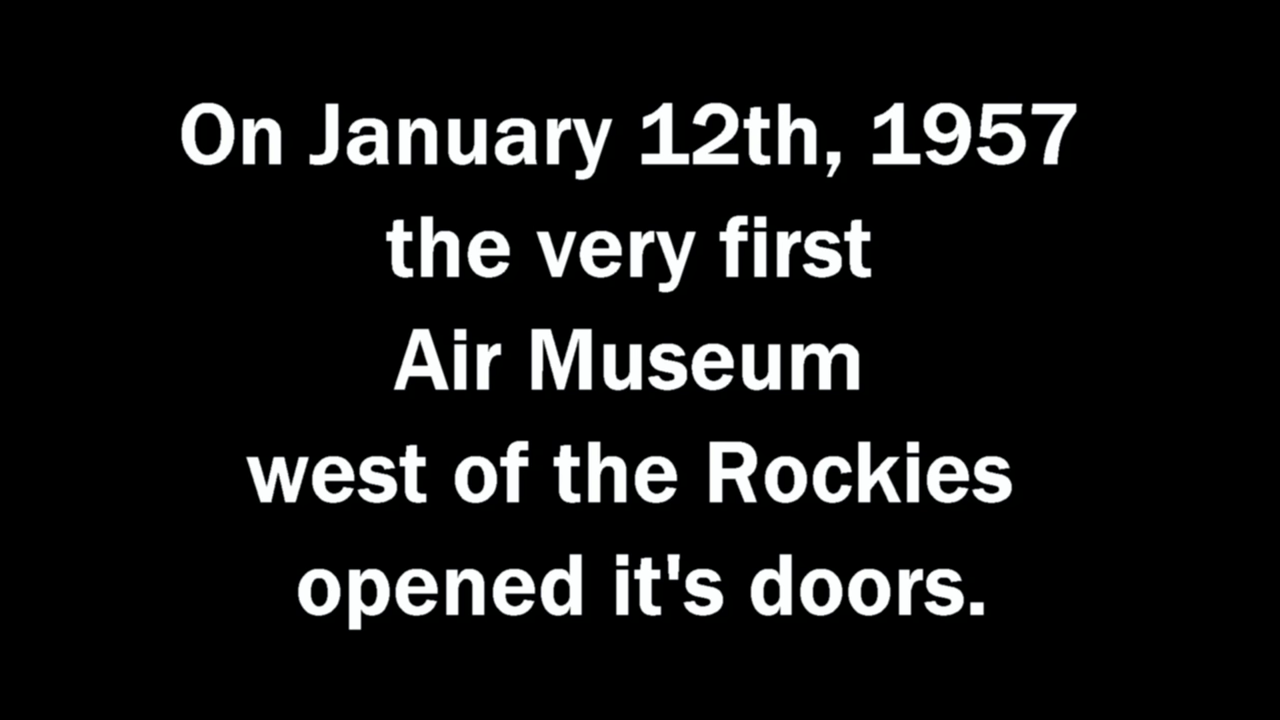 On January 12th, 1957
the very first
Air Museum
west of the Rockies
opened it's doors.